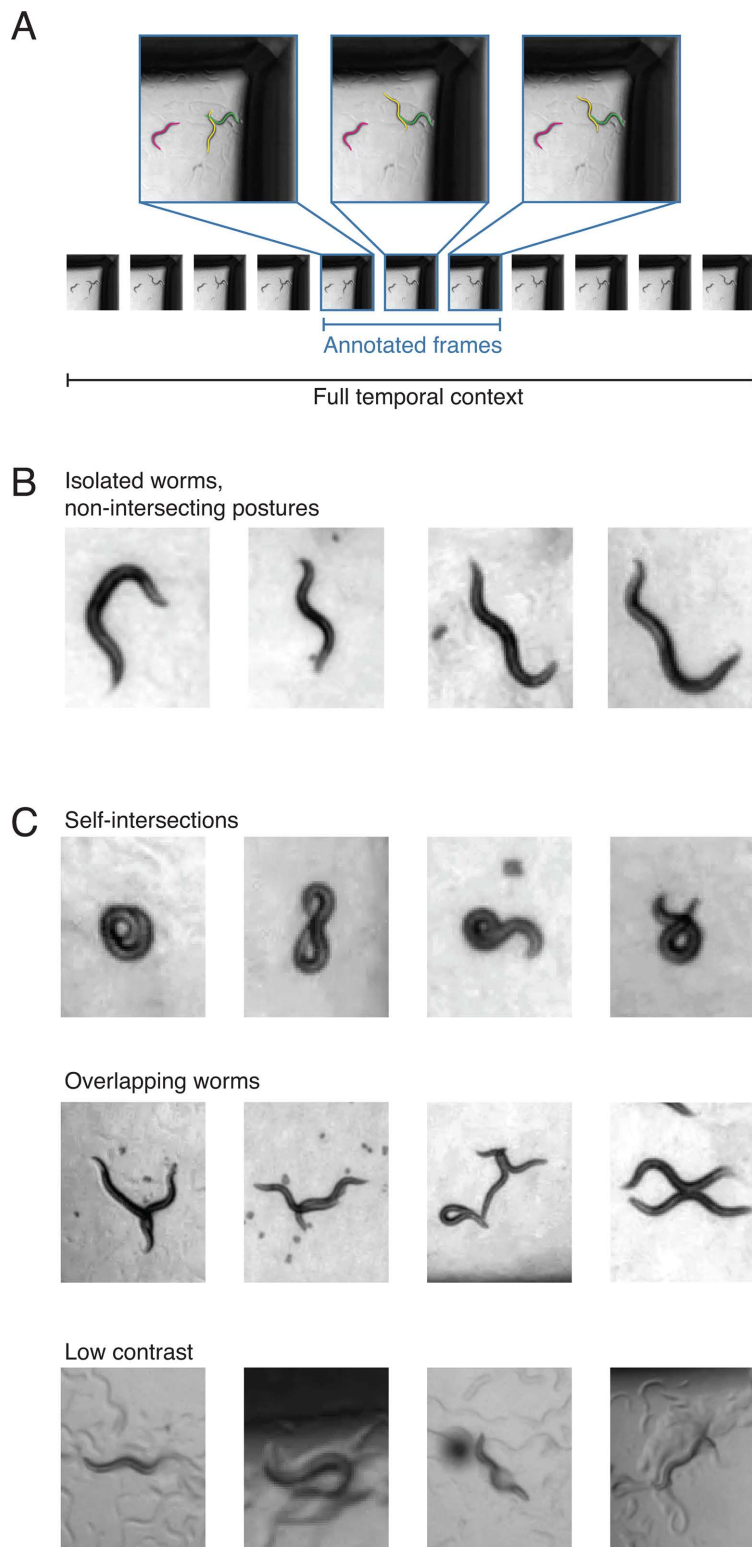 A
Annotated frames
Full temporal context
B
Isolated worms,
non-intersecting postures
C
Self-intersections
Overlapping worms
Low contrast